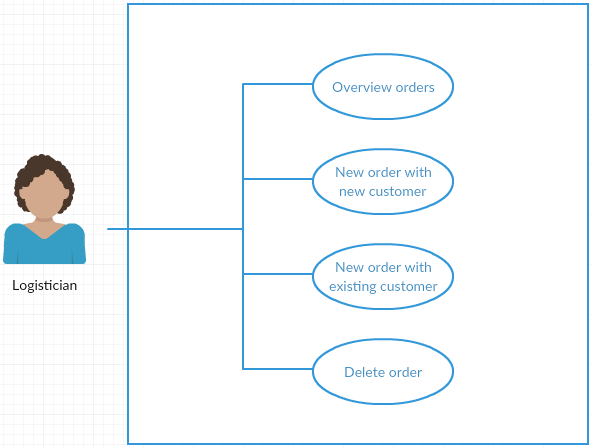 Overview orders
New order with
new customer
Logistician
New order with
existing customer
Delete order